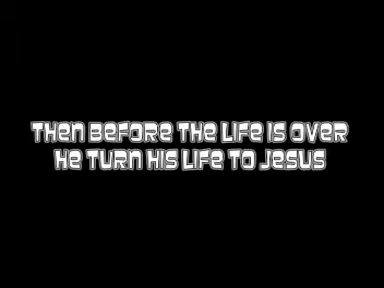 THEN BEFORE THE LIFE IS OVER
HE TURN HIS LIFE TO JESUS